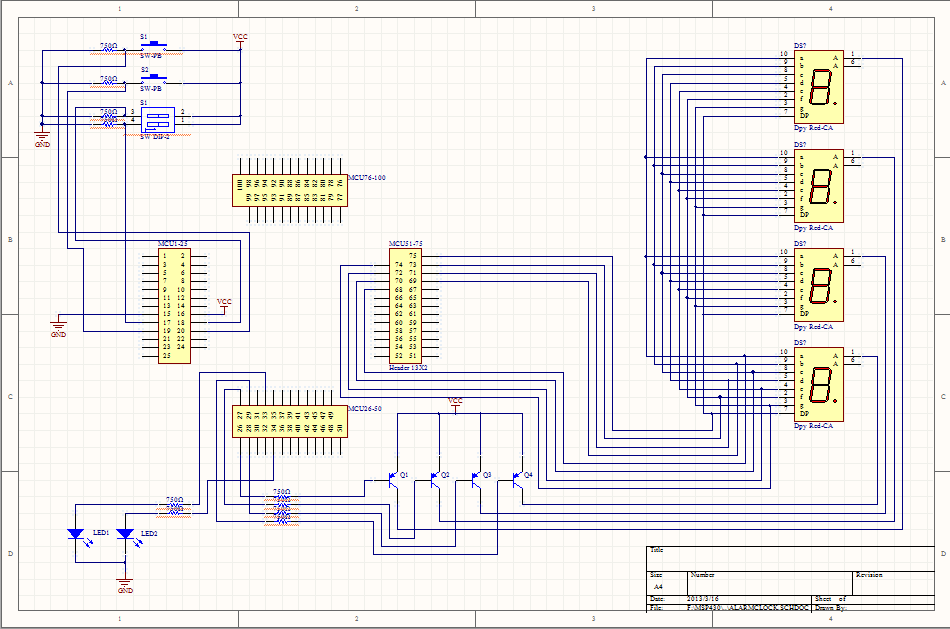 1 2 3 4
A
B
C
D
S1
750Ω
SW-PB
VCC
S2
750Ω
SW-PB
S1
750Ω
3 2
4 1
SW DIP-2
GND
MCU76-100
100 98 96 94 92 90 88 86 84 82 80 78 76
99 97 95 93 91 89 87 85 83 81 79 77
MCU1-25
1 2
3 4
5 6
7 8
9 10
11 12
13 14
15 16
17 18
19 20
21 22
23 24
25
VCC
GND
MCU51-75
75
74 73
72 71
70 69
68 67
66 65
64 63
62 61
60 59
58 57
56 55
54 53
52 51
Header 13X2
MCU26-50
27 29 31 33 35 37 39 41 43 45 47 49
26 28 30 32 34 36 38 40 42 44 46 48 50
VCC
Q1 Q2 Q3 Q4
750Ω
750Ω
LED1 LED2
GND
DS?
10 a A 1
9 b A 6
8 c
5 d
4 e
2 f
3 g
7 DP
Dpy Red-CA
DS?
10 a A 1
9 b A 6
8 c
5 d
4 e
2 f
3 g
7 DP
Dpy Red-CA
DS?
10 a A 1
9 b A 6
8 c
5 d
4 e
2 f
3 g
7 DP
Dpy Red-CA
DS?
10 a A 1
9 b A 6
8 c
5 d
4 e
2 f
3 g
7 DP
Dpy Red-CA
Title
Size Number Revision
A4
Date: 2013/3/16 Sheet of
File: F:\MSP430\..\ALARMCLOCK.SCHDOC Drawn By:
A
B
C
D
1 2 3 4